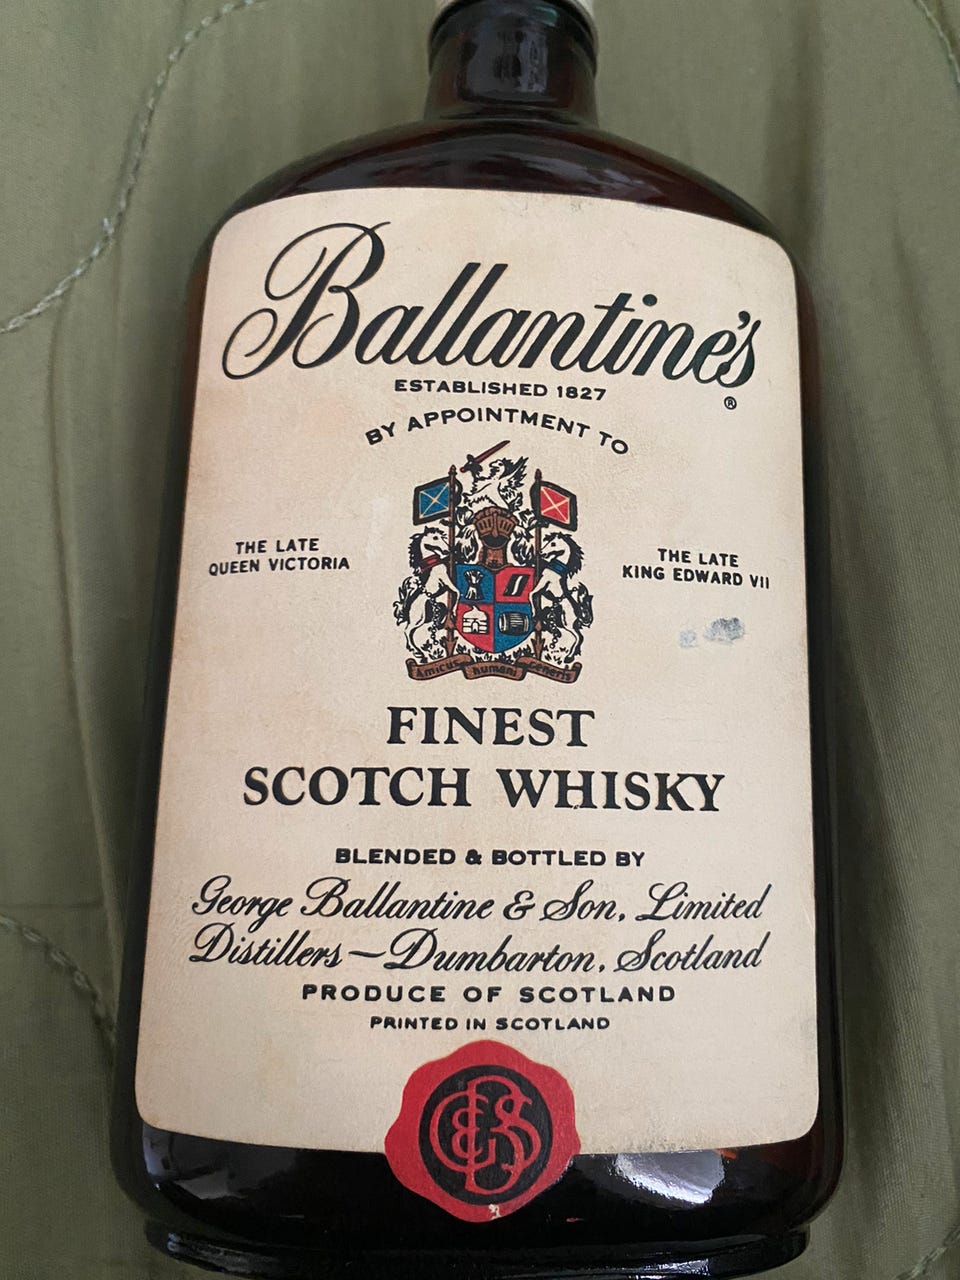 Ballantine's
®
ESTABLISHED 1827
BY APPOINTMENT TO
THE LATE
QUEEN VICTORIA
THE LATE
KING EDWARD VII
Amicus Humani Generis
FINEST
SCOTCH WHISKY
BLENDED & BOTTLED BY
George Ballantine & Son, Limited
Distillers—Dumbarton, Scotland
PRODUCE OF SCOTLAND
PRINTED IN SCOTLAND
GB&S